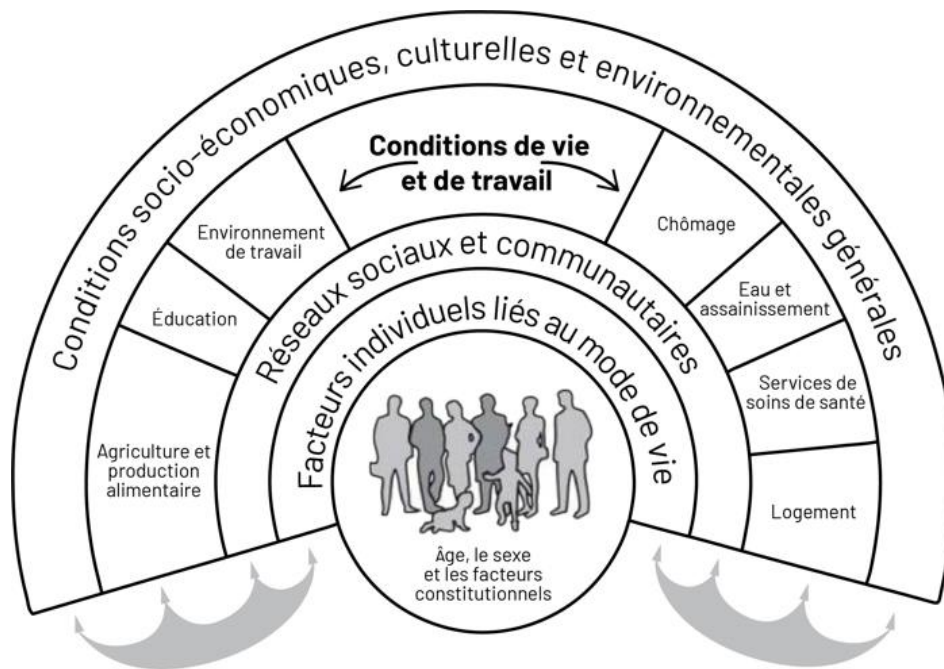 Conditions socio-économiques, culturelles et environnementales générales
Conditions de vie
et de travail
Environnement
de travail
Éducation
Agriculture et
production
alimentaire
Chômage
Eau et
assainissement
Services de
soins de santé
Logement
Réseaux sociaux et communautaires
Facteurs individuels liés au mode de vie
Âge, le sexe
et les facteurs
constitutionnels